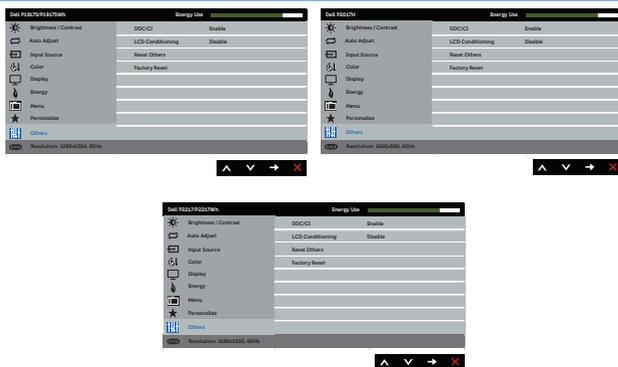 Dell P1917S/P1917SWh Energy Use
Brightness / Contrast DDC/CI Enable
Auto Adjust LCD Conditioning Disable
Input Source Reset Others
Color Factory Reset
Display
Energy
Menu
Personalize
Others
Resolution: 1280x1024, 60Hz
Dell P2017H Energy Use
Brightness / Contrast DDC/CI Enable
Auto Adjust LCD Conditioning Disable
Input Source Reset Others
Color Factory Reset
Display
Energy
Menu
Personalize
Others
Resolution: 1600x900, 60Hz
Dell P2217/P2217Wh Energy Use
Brightness / Contrast DDC/CI Enable
Auto Adjust LCD Conditioning Disable
Input Source Reset Others
Color Factory Reset
Display
Energy
Menu
Personalize
Others
Resolution: 1680x1050, 60Hz